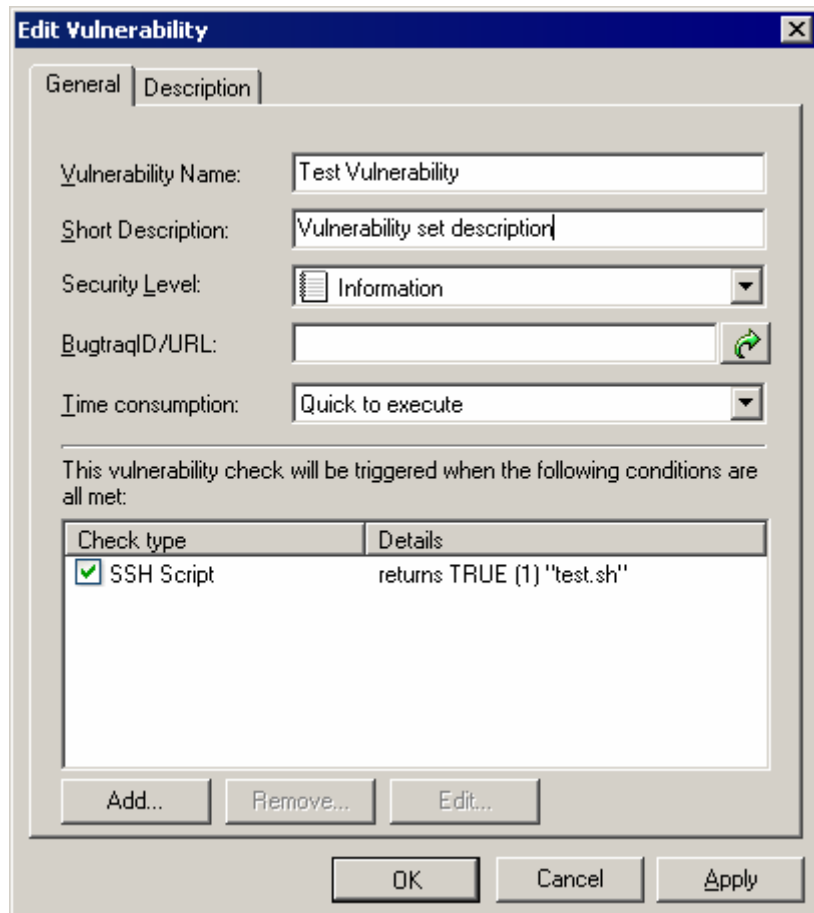 Edit Vulnerability
General Description
Vulnerability Name: Test Vulnerability
Short Description: Vulnerability set description
Security Level: Information
BugtraqID/URL:
Time consumption: Quick to execute
This vulnerability check will be triggered when the following conditions are
all met:
Check type Details
SSH Script returns TRUE (1) "test.sh"
Add... Remove... Edit...
OK Cancel Apply